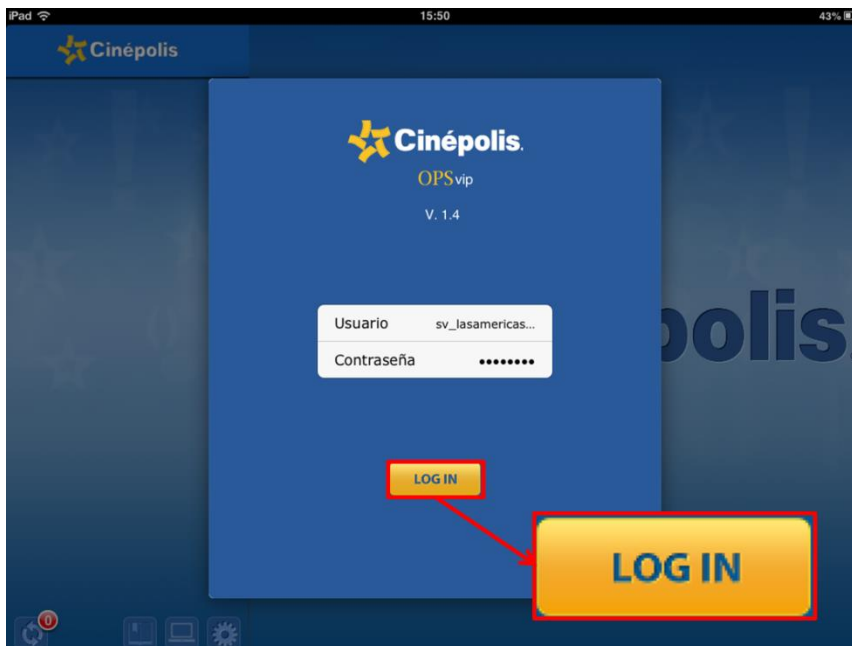 iPad 15:50 43%
Cinépolis
Cinépolis.
OPSvip
V. 1.4
Usuario sv_lasamericas...
Contraseña ••••••••
polis.
LOG IN
LOG IN
0